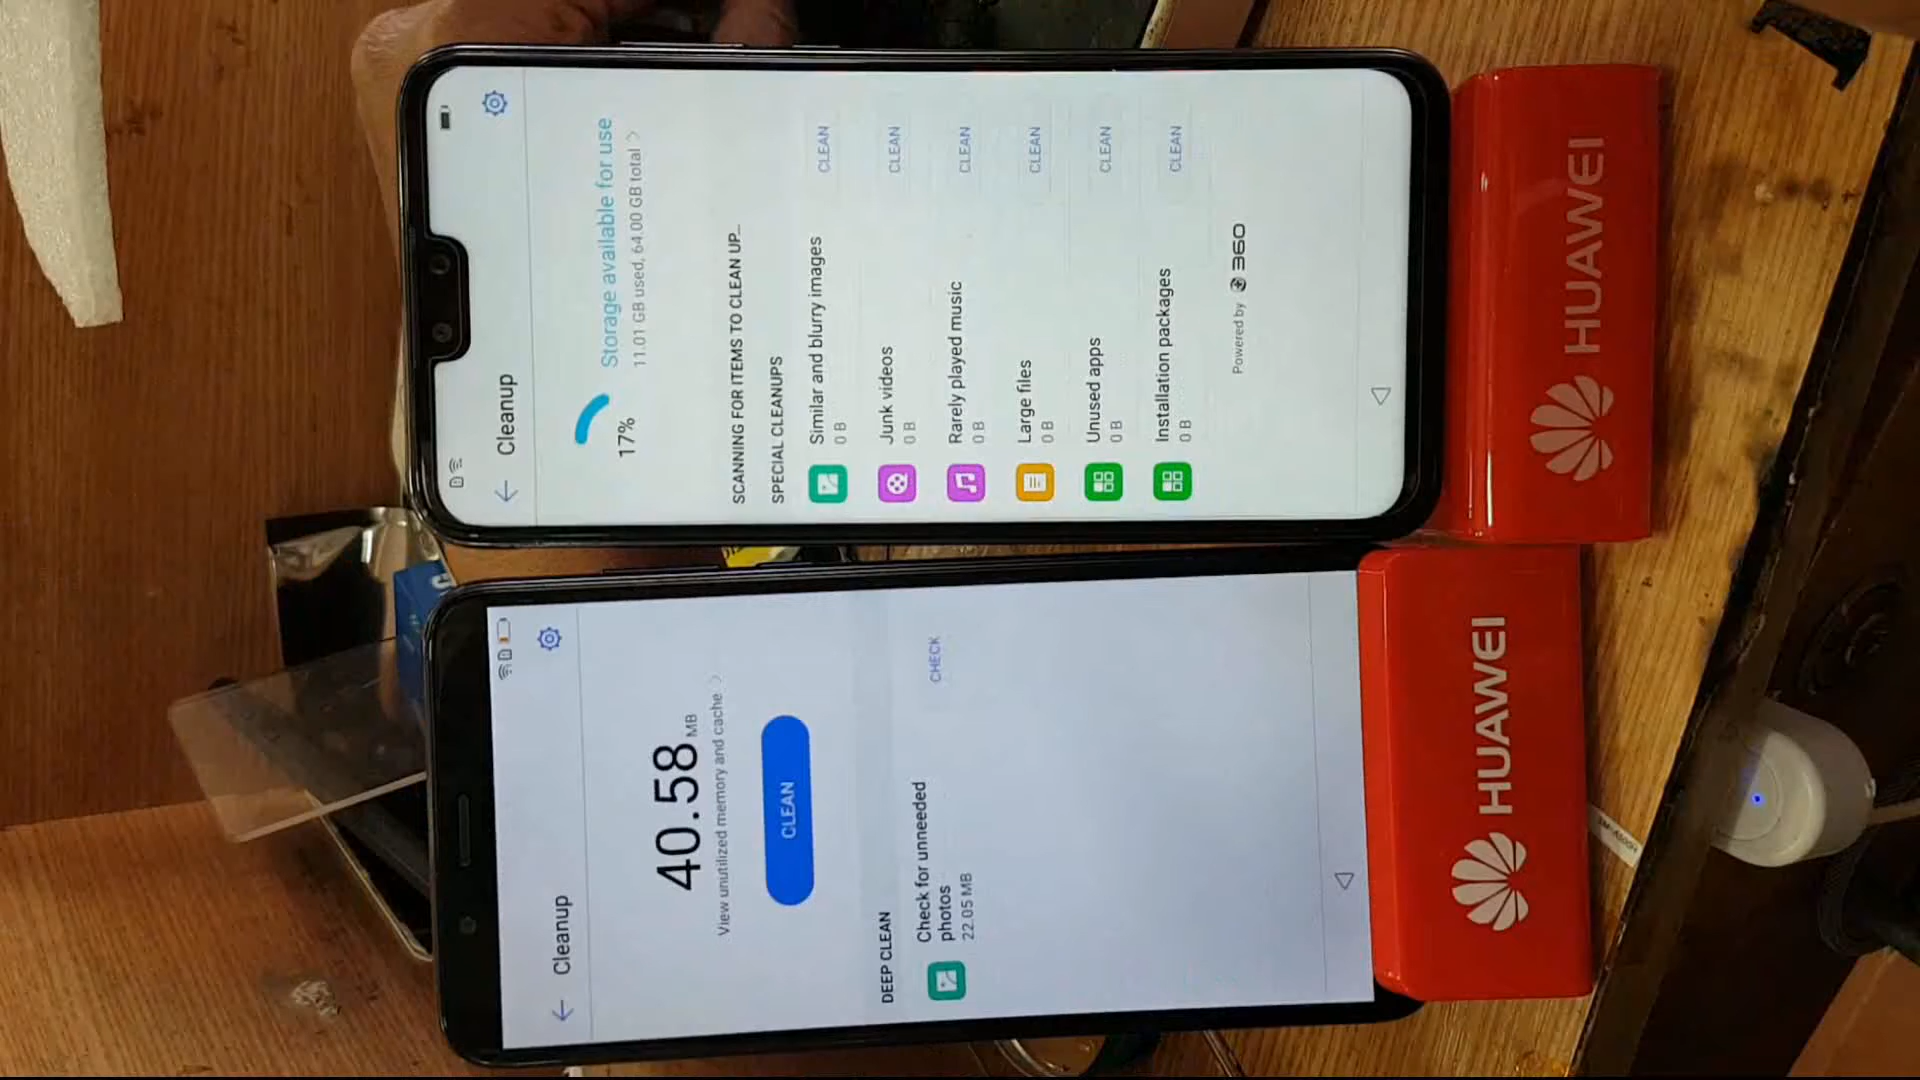 Cleanup
17%
Storage available for use
11.01 GB used, 64.00 GB total
SCANNING FOR ITEMS TO CLEAN UP...
SPECIAL CLEANUPS
Similar and blurry images
0 B
CLEAN
Junk videos
0 B
CLEAN
Rarely played music
0 B
CLEAN
Large files
0 B
CLEAN
Unused apps
0 B
CLEAN
Installation packages
0 B
CLEAN
Powered by 360
HUAWEI
Cleanup
40.58 MB
View unutilized memory and cache
CLEAN
DEEP CLEAN
Check for unneeded
photos
22.05 MB
CHECK
HUAWEI